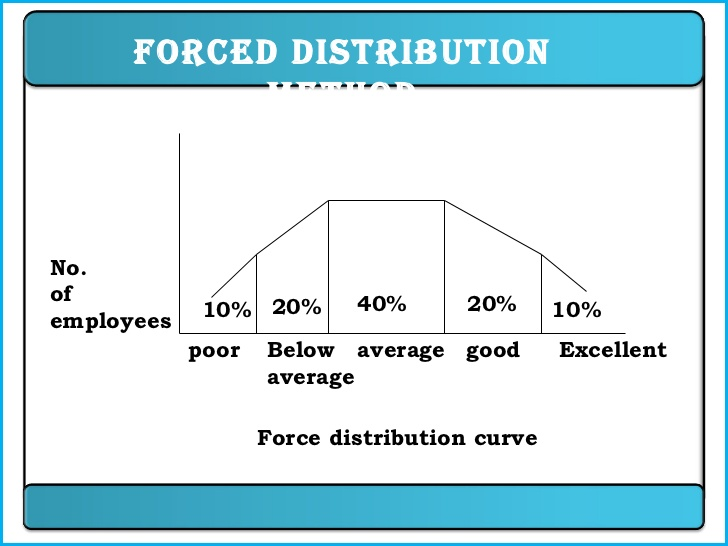 FORCED DISTRIBUTION
METHOD
No.
of
employees
10% 20% 40% 20% 10%
poor Below average good Excellent
average
Force distribution curve